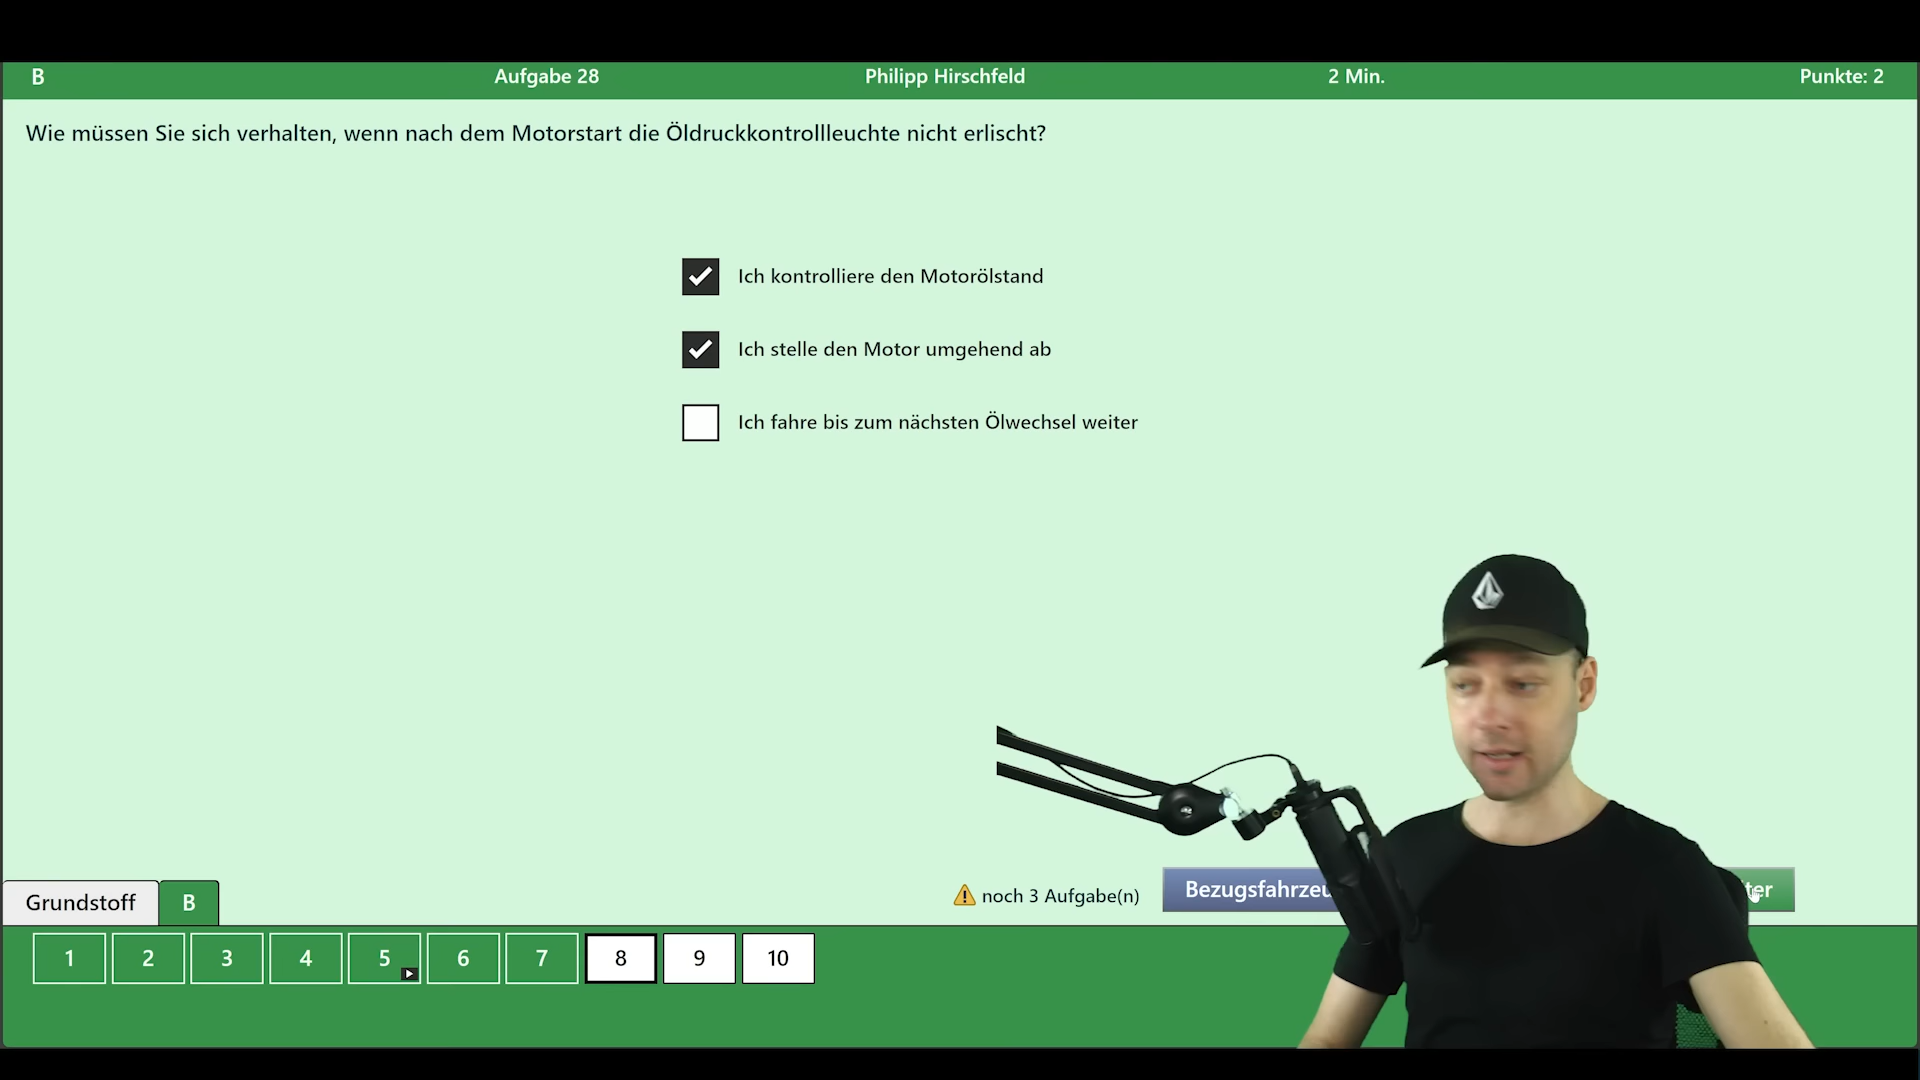 B Aufgabe 28 Philipp Hirschfeld 2 Min. Punkte: 2
Wie müssen Sie sich verhalten, wenn nach dem Motorstart die Öldruckkontrollleuchte nicht erlischt?
Ich kontrolliere den Motorölstand
Ich stelle den Motor umgehend ab
Ich fahre bis zum nächsten Ölwechsel weiter
Grundstoff B
noch 3 Aufgabe(n)
1 2 3 4 5 6 7 8 9 10